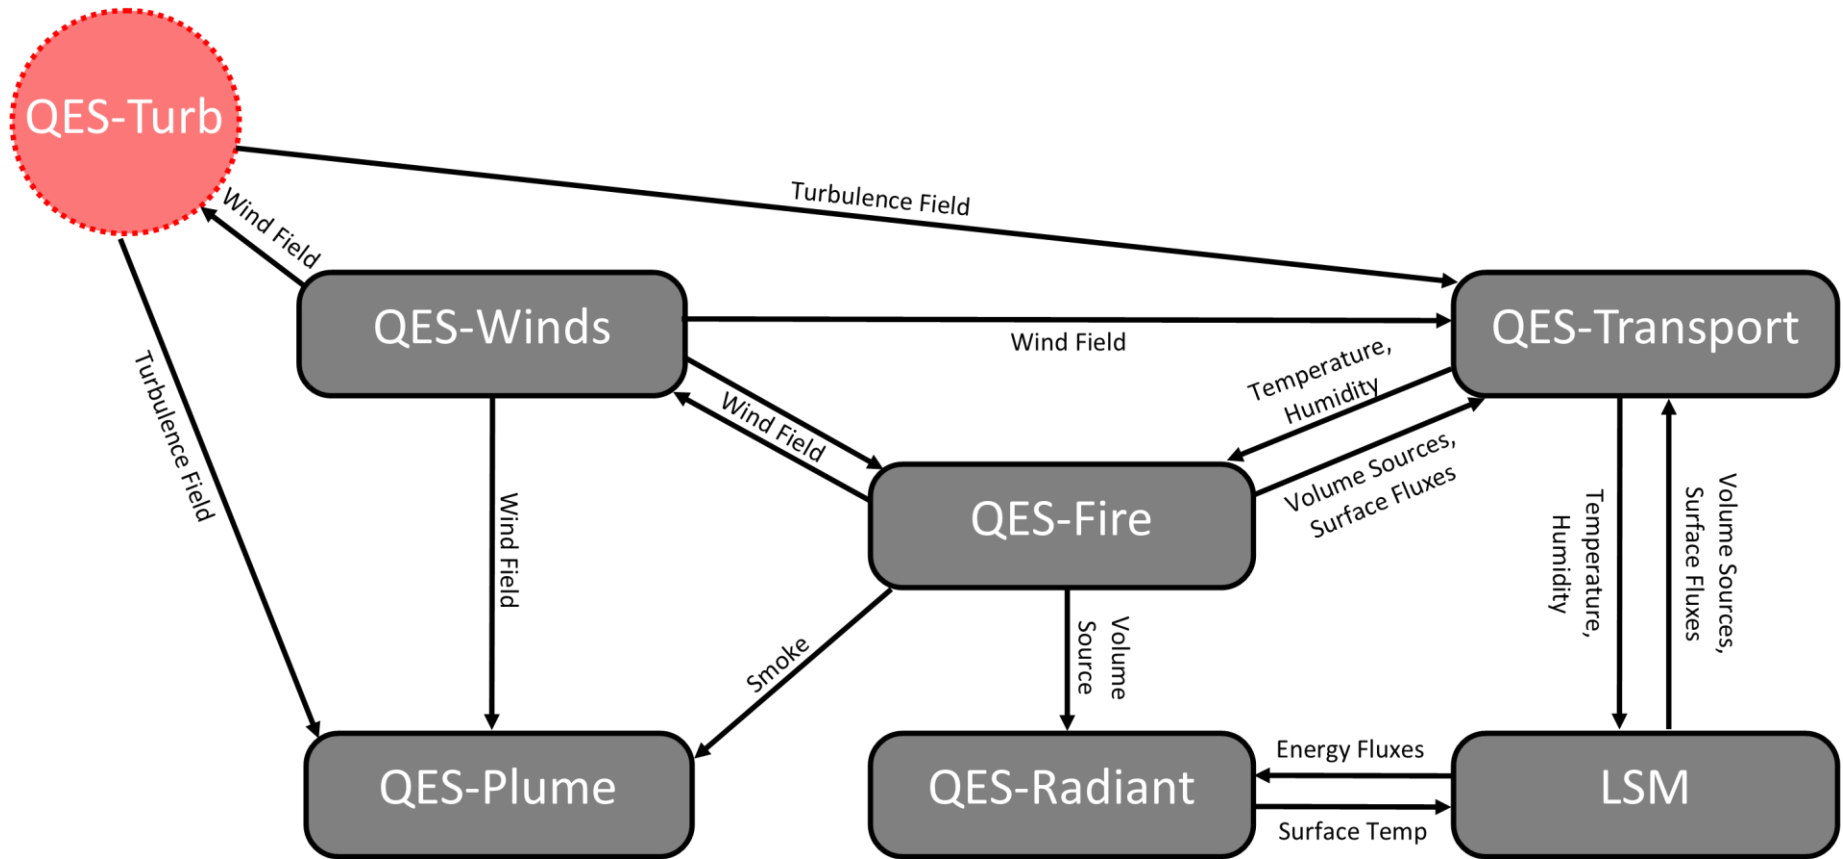 QES-Turb
Turbulence Field
Wind Field
QES-Winds
QES-Transport
Wind Field
Temperature,
Humidity
Turbulence Field
Wind Field
Volume Sources,
Surface Fluxes
QES-Fire
Wind Field
Temperature,
Humidity
Volume Sources,
Surface Fluxes
Smoke
Volume
Source
QES-Plume
QES-Radiant
Energy Fluxes
Surface Temp
LSM